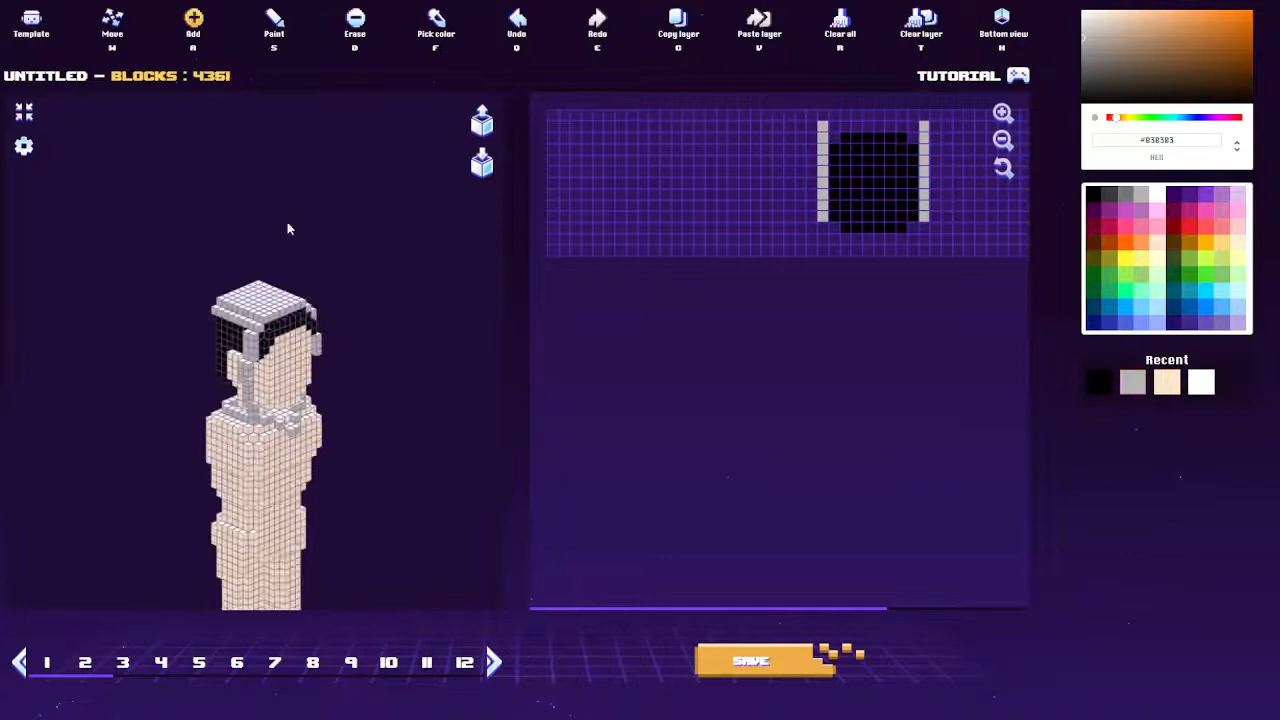 Template Move Add Paint Erase Pick color Undo Redo Copy layer Paste layer Clear all Clear layer Bottom view
W A S D F Q E C V R T H
UNTITLED - BLOCKS : 4361
TUTORIAL
#030303
HEX
Recent
1 2 3 4 5 6 7 8 9 10 11 12
SAVE